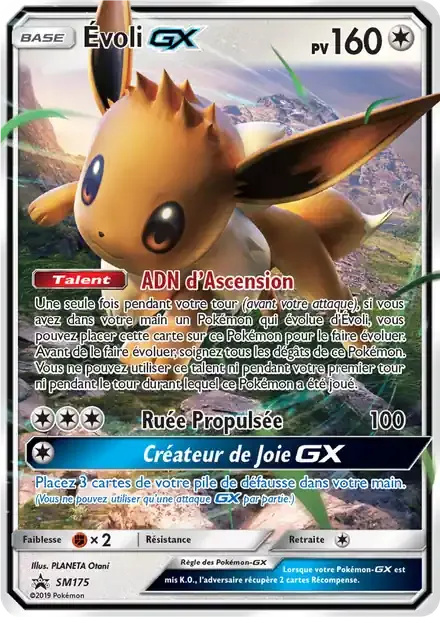 BASE Évoli GX PV 160
Talent ADN d'Ascension
Une seule fois pendant votre tour (avant votre attaque), si vous
avez dans votre main un Pokémon qui évolue d'Évoli, vous
pouvez placer cette carte sur ce Pokémon pour le faire évoluer.
Avant de le faire évoluer, soignez tous les dégâts de ce Pokémon.
Vous ne pouvez utiliser ce talent ni pendant votre premier tour
ni pendant le tour durant lequel ce Pokémon a été joué.
Ruée Propulsée 100
Créateur de Joie GX
Placez 3 cartes de votre pile de défausse dans votre main.
(Vous ne pouvez utiliser qu'une attaque GX par partie.)
Faiblesse × 2 Résistance Retraite
Illus. PLANETA Otani
SM175
©2019 Pokémon
Règle des Pokémon-GX
Lorsque votre Pokémon-GX est
mis K.O., l'adversaire récupère 2 cartes Récompense.